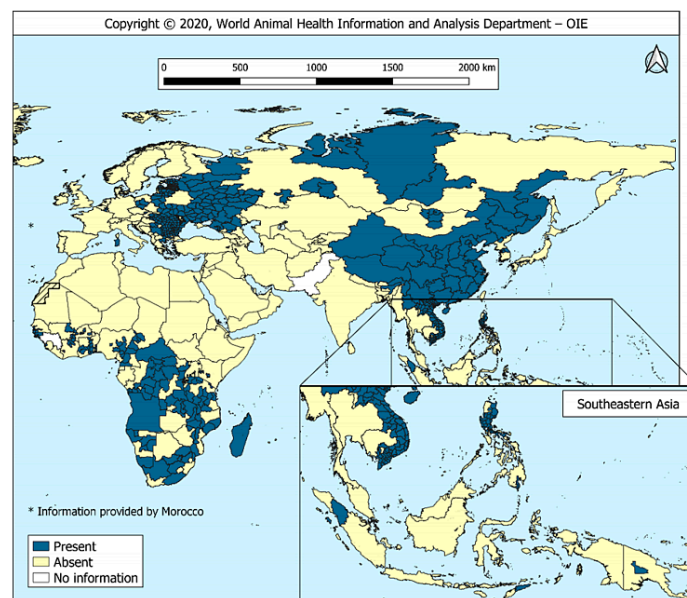 Copyright © 2020, World Animal Health Information and Analysis Department – OIE
0 500 1000 1500 2000 km
*
Southeastern Asia
* Information provided by Morocco
Present
Absent
No information